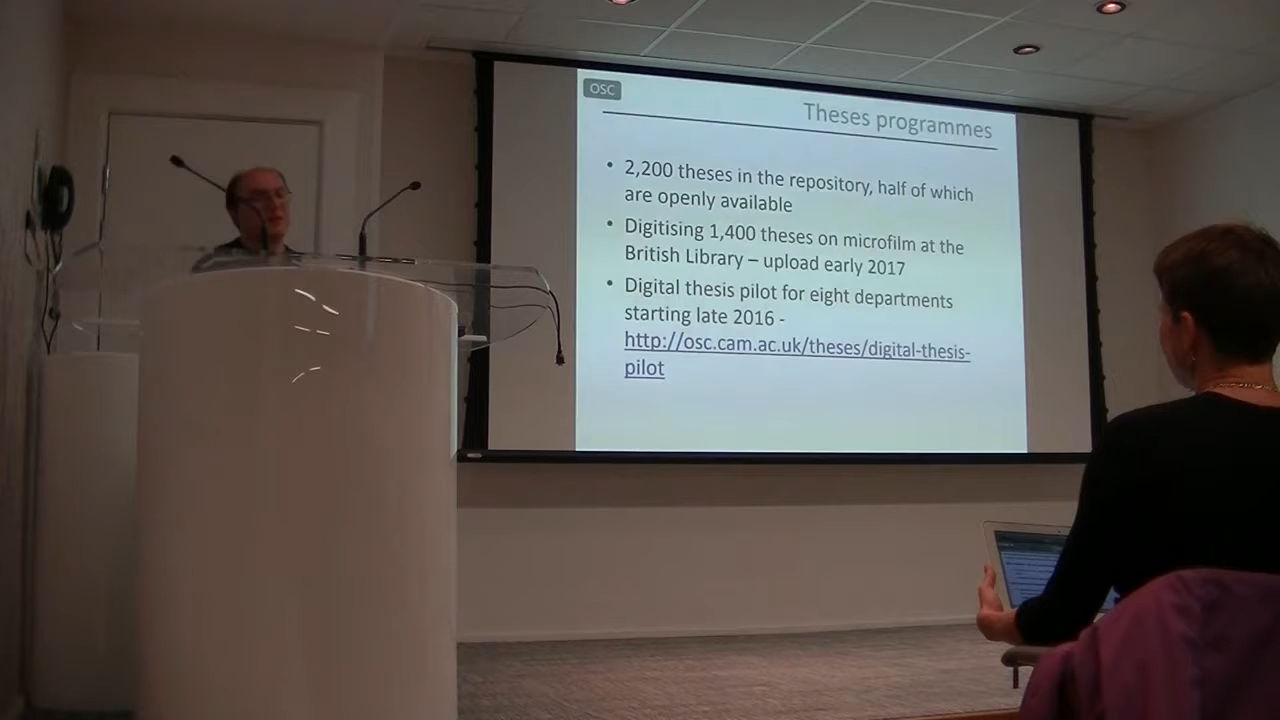 OSC
Theses programmes
• 2,200 theses in the repository, half of which
are openly available
• Digitising 1,400 theses on microfilm at the
British Library – upload early 2017
• Digital thesis pilot for eight departments
starting late 2016 -
http://osc.cam.ac.uk/theses/digital-thesis-
pilot